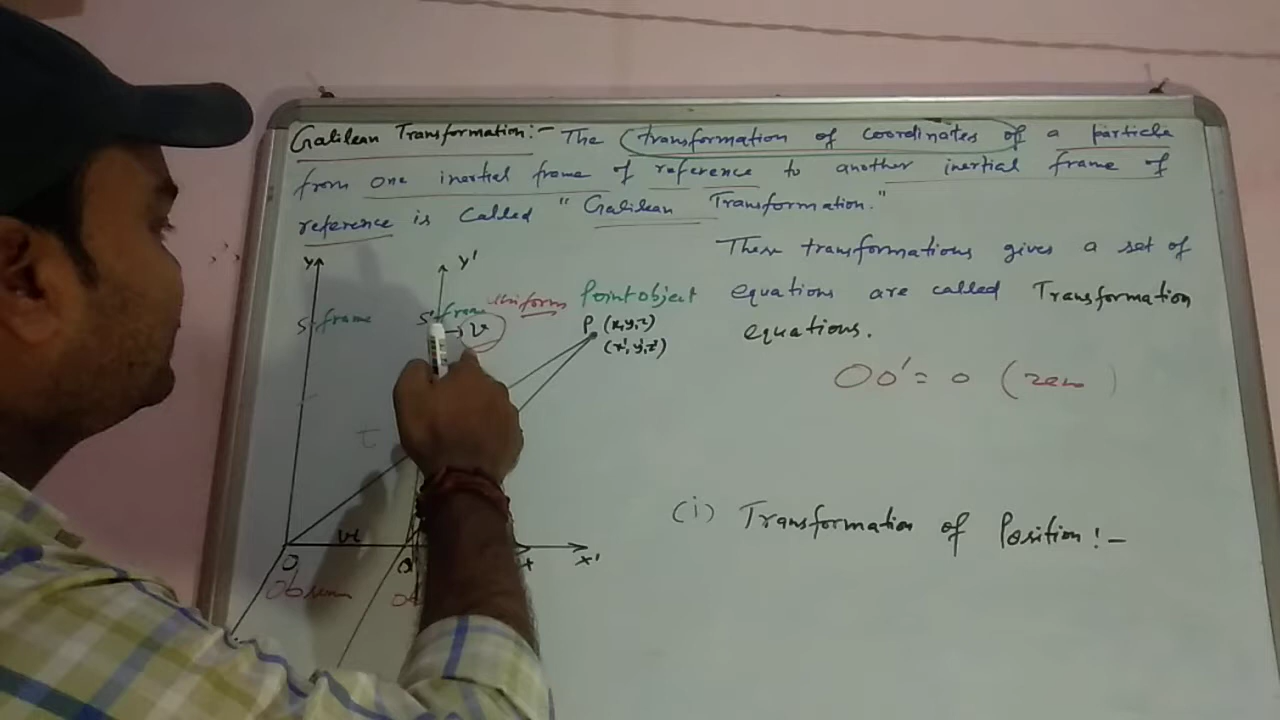 Galilean Transformation:- The transformation of coordinates of a particle
from one inertial frame of reference to another inertial frame of
reference is called "Galilean Transformation."
These transformations gives a set of
equations are called Transformation
equations.
Y
Y'
S frame
S' frame
uniform
Point object
→ v
P (x,y,z)
(x',y',z')
OO' = 0 (zero)
(i) Transformation of Position:-
vt
O
O'
X
X'